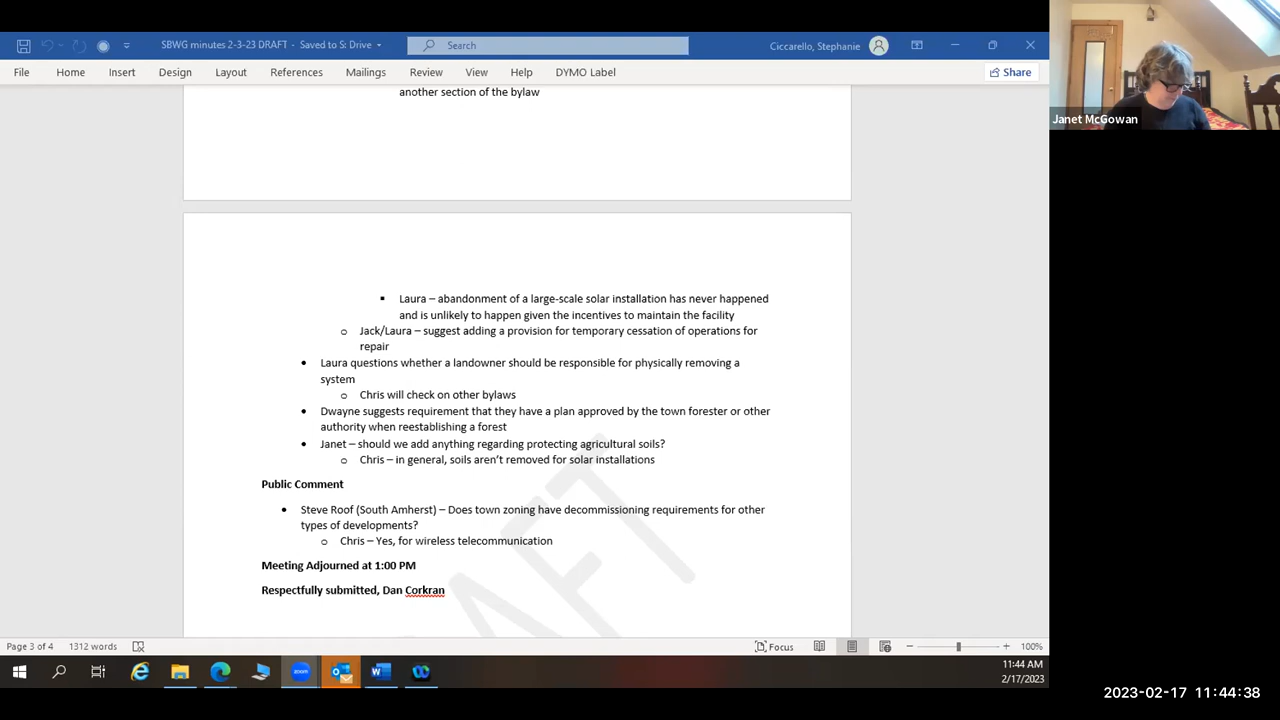 SBWG minutes 2-3-23 DRAFT - Saved to S: Drive
Search
Ciccarello, Stephanie
File Home Insert Design Layout References Mailings Review View Help DYMO Label Share
another section of the bylaw
Janet McGowan
▪ Laura – abandonment of a large-scale solar installation has never happened
and is unlikely to happen given the incentives to maintain the facility
o Jack/Laura – suggest adding a provision for temporary cessation of operations for
repair
• Laura questions whether a landowner should be responsible for physically removing a
system
o Chris will check on other bylaws
• Dwayne suggests requirement that they have a plan approved by the town forester or other
authority when reestablishing a forest
• Janet – should we add anything regarding protecting agricultural soils?
o Chris – in general, soils aren't removed for solar installations
Public Comment
• Steve Roof (South Amherst) – Does town zoning have decommissioning requirements for other
types of developments?
o Chris – Yes, for wireless telecommunication
Meeting Adjourned at 1:00 PM
Respectfully submitted, Dan Corkran
DRAFT
Page 3 of 4 1312 words Focus 100%
zoom
11:44 AM
2/17/2023
2023-02-17 11:44:38